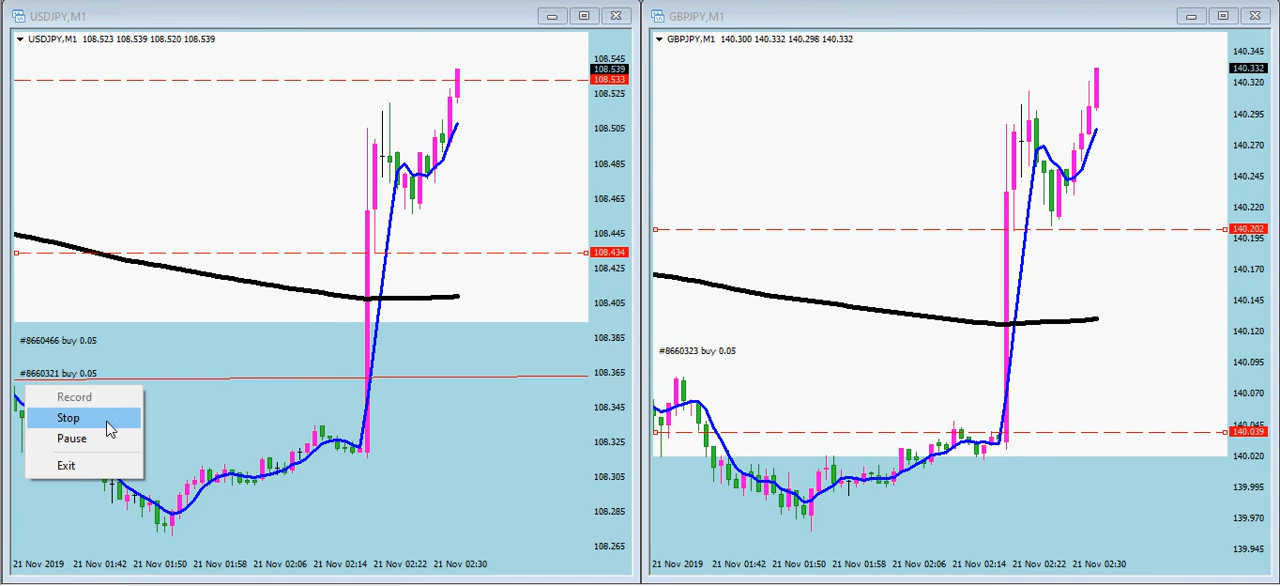 USDJPY,M1
USDJPY,M1 108.523 108.539 108.520 108.539
108.545
108.539
108.533
108.525
108.505
108.485
108.465
108.445
108.434
108.425
108.405
108.385
108.365
108.345
108.325
108.305
108.285
108.265
#8660466 buy 0.05
#8660321 buy 0.05
Record
Stop
Pause
Exit
21 Nov 2019 21 Nov 01:42 21 Nov 01:50 21 Nov 01:58 21 Nov 02:06 21 Nov 02:14 21 Nov 02:22 21 Nov 02:30
GBPJPY,M1
GBPJPY,M1 140.300 140.332 140.298 140.332
140.345
140.332
140.320
140.295
140.270
140.245
140.220
140.202
140.195
140.170
140.145
140.120
140.095
140.070
140.045
140.039
140.020
139.995
139.970
139.945
#8660323 buy 0.05
21 Nov 2019 21 Nov 01:42 21 Nov 01:50 21 Nov 01:58 21 Nov 02:06 21 Nov 02:14 21 Nov 02:22 21 Nov 02:30